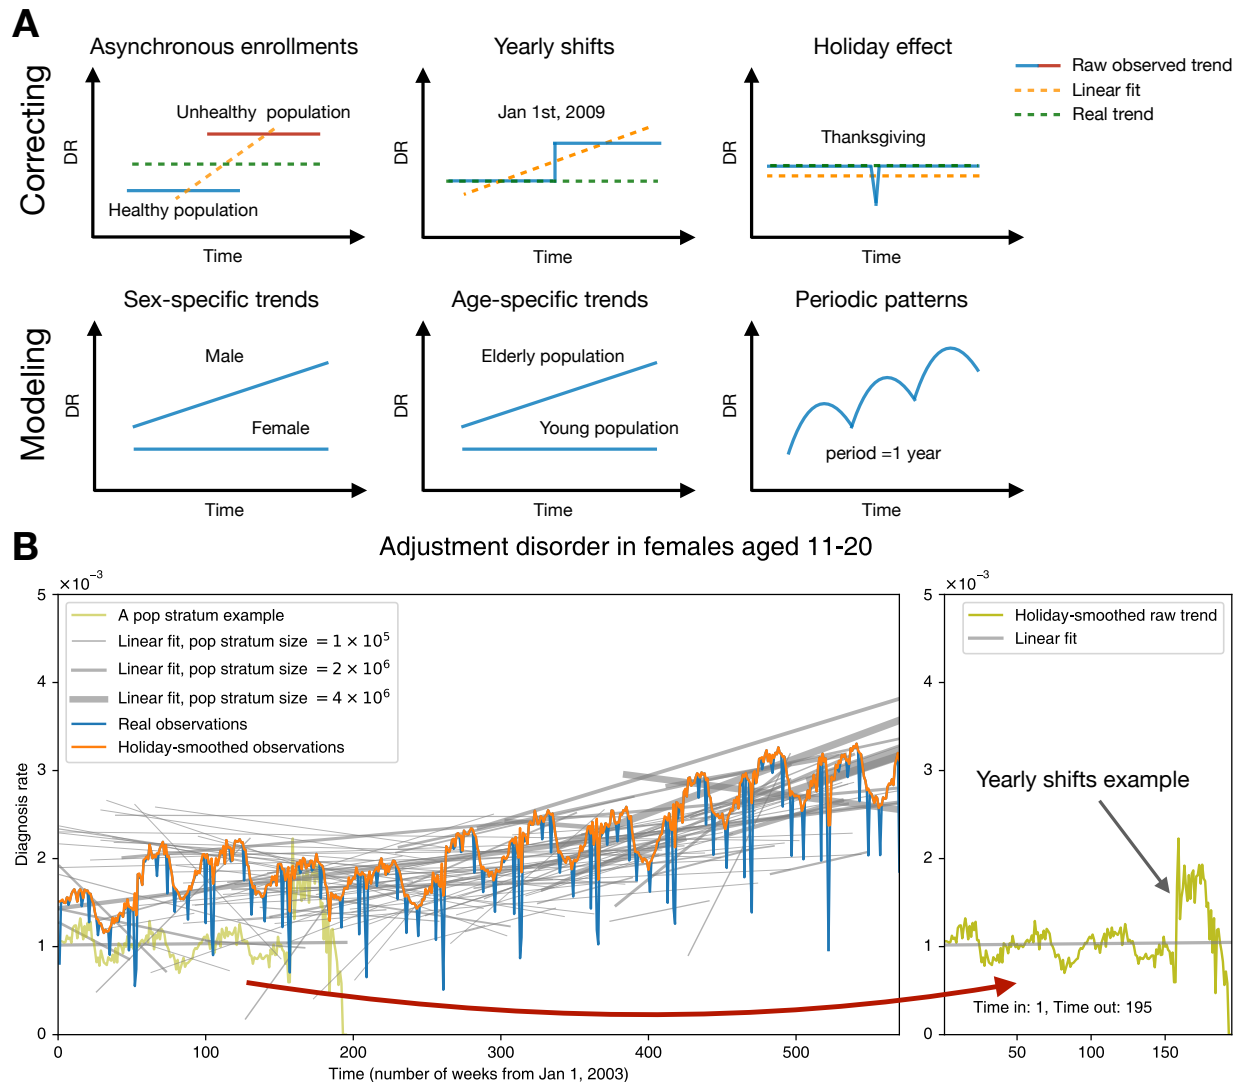 A
Correcting
Asynchronous enrollments
DR
Unhealthy population
Healthy population
Time
Yearly shifts
DR
Jan 1st, 2009
Time
Holiday effect
DR
Thanksgiving
Time
Raw observed trend
Linear fit
Real trend
Modeling
Sex-specific trends
DR
Male
Female
Time
Age-specific trends
DR
Elderly population
Young population
Time
Periodic patterns
DR
period =1 year
Time
B
Adjustment disorder in females aged 11-20
×10⁻³
5
4
3
2
1
0
Diagnosis rate
A pop stratum example
Linear fit, pop stratum size = 1 × 10⁵
Linear fit, pop stratum size = 2 × 10⁶
Linear fit, pop stratum size = 4 × 10⁶
Real observations
Holiday-smoothed observations
0 100 200 300 400 500
Time (number of weeks from Jan 1, 2003)
×10⁻³
5
4
3
2
1
0
Holiday-smoothed raw trend
Linear fit
Yearly shifts example
Time in: 1, Time out: 195
50 100 150